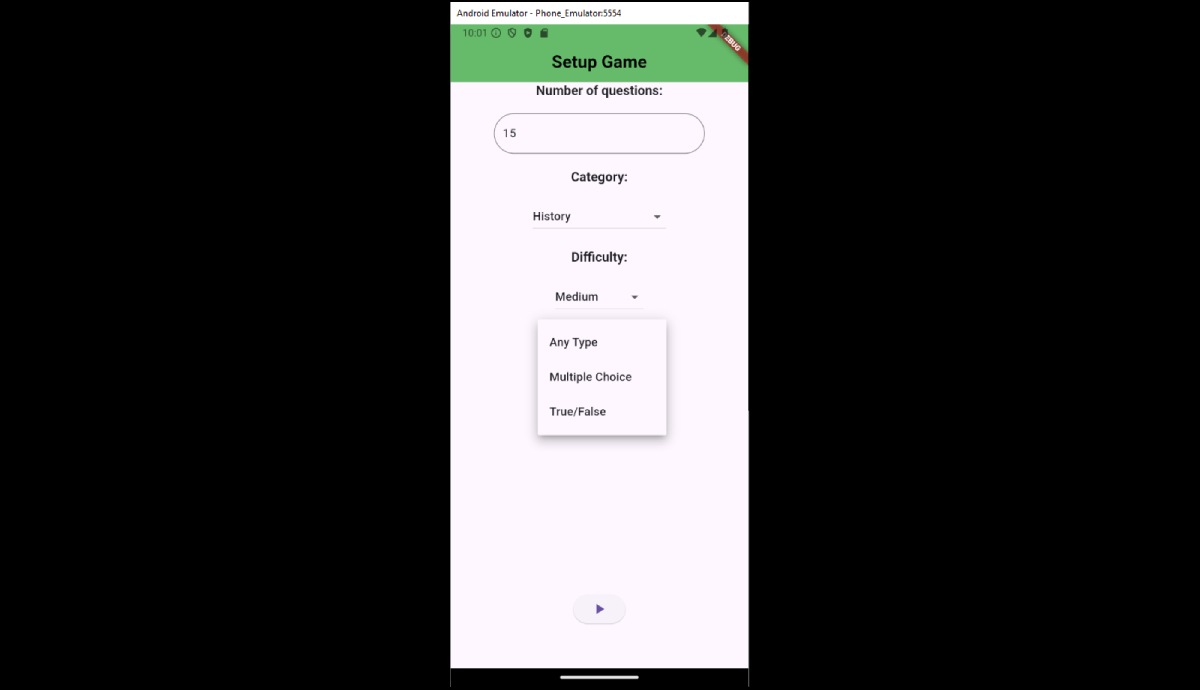 Android Emulator - Phone_Emulator:5554
10:01
Setup Game
Number of questions:
15
Category:
History
Difficulty:
Medium
Any Type
Multiple Choice
True/False